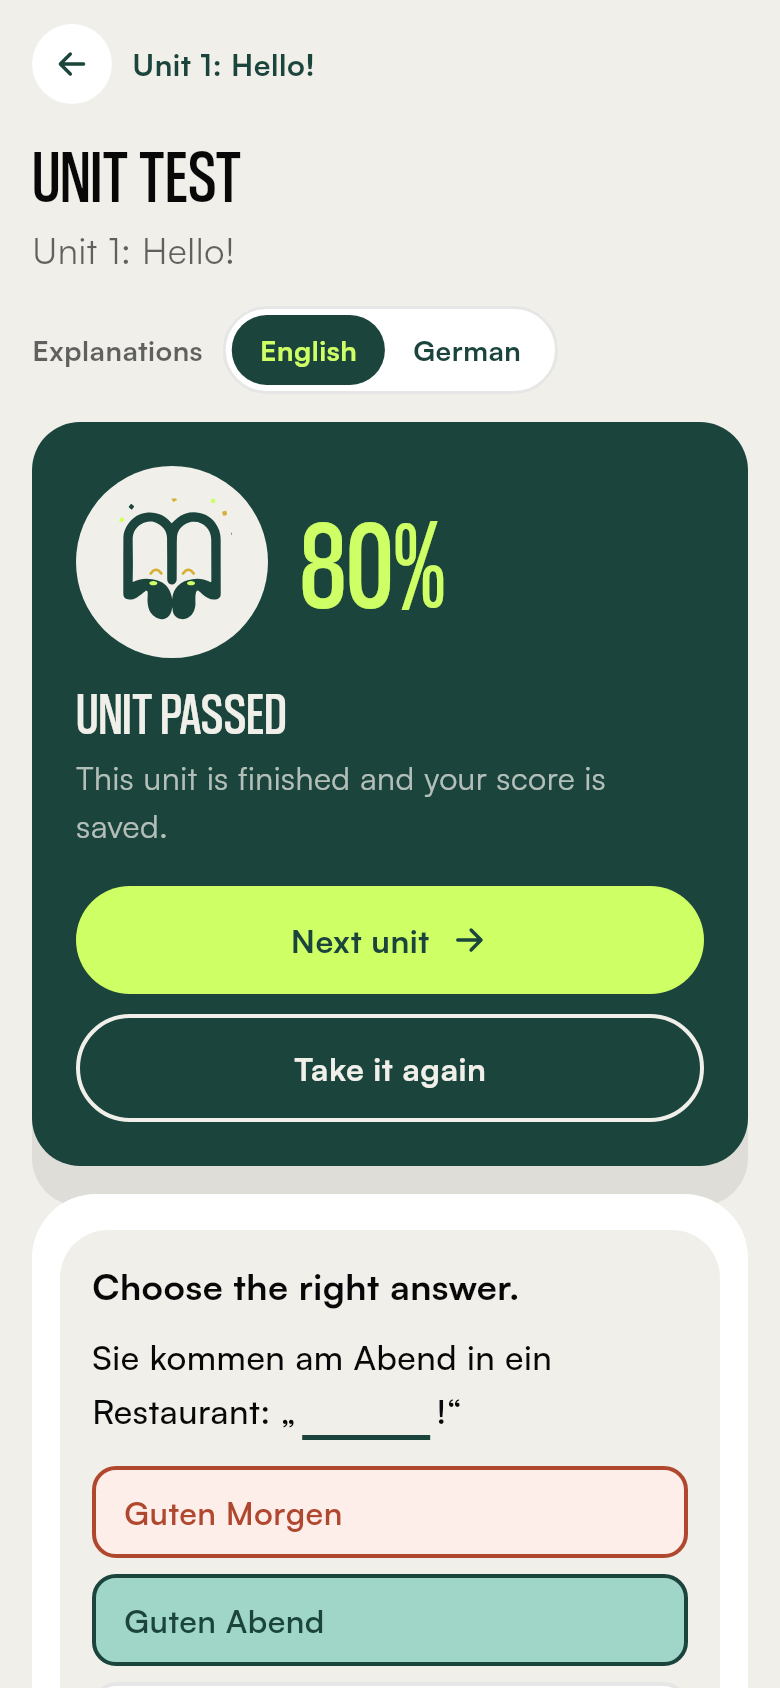 Unit 1: Hello!
UNIT TEST
Unit 1: Hello!
Explanations
English
German
80%
UNIT PASSED
This unit is finished and your score is
saved.
Next unit
Take it again
Choose the right answer.
Sie kommen am Abend in ein
Restaurant: „ ______ !“
Guten Morgen
Guten Abend